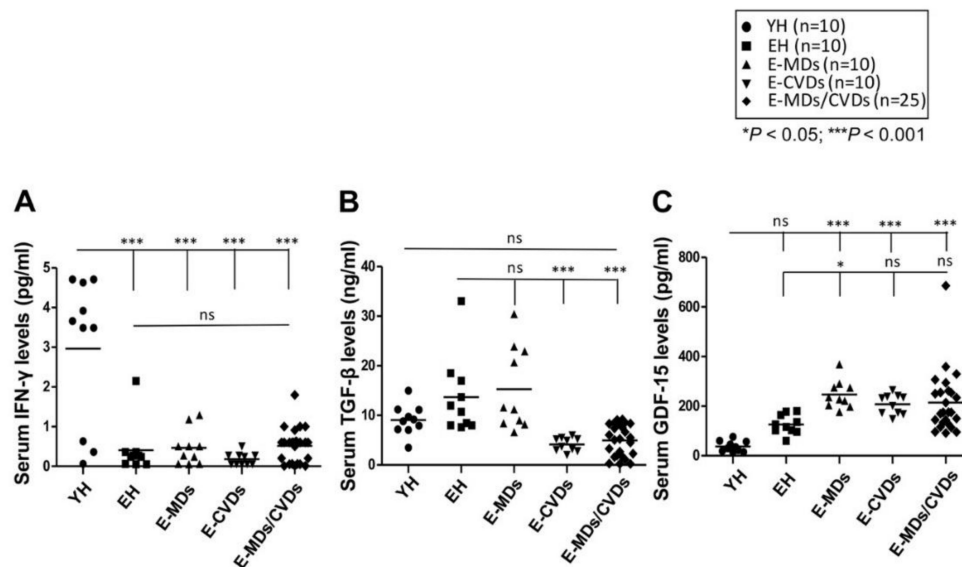 YH (n=10)
EH (n=10)
E-MDs (n=10)
E-CVDs (n=10)
E-MDs/CVDs (n=25)
*P < 0.05; ***P < 0.001
A
Serum IFN-γ levels (pg/ml)
*** *** *** ***
ns
5
4
3
2
1
0
YH
EH
E-MDs
E-CVDs
E-MDs/CVDs
B
Serum TGF-β levels (ng/ml)
ns
ns *** ***
40
30
20
10
0
YH
EH
E-MDs
E-CVDs
E-MDs/CVDs
C
Serum GDF-15 levels (pg/ml)
ns *** *** ***
* ns ns
800
600
400
200
0
YH
EH
E-MDs
E-CVDs
E-MDs/CVDs